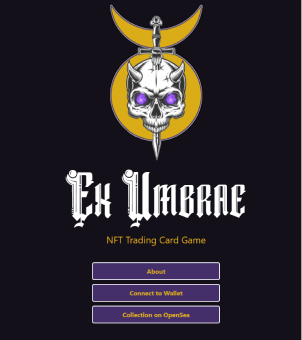 Ex Umbrae
NFT Trading Card Game
About
Connect to Wallet
Collection on OpenSea